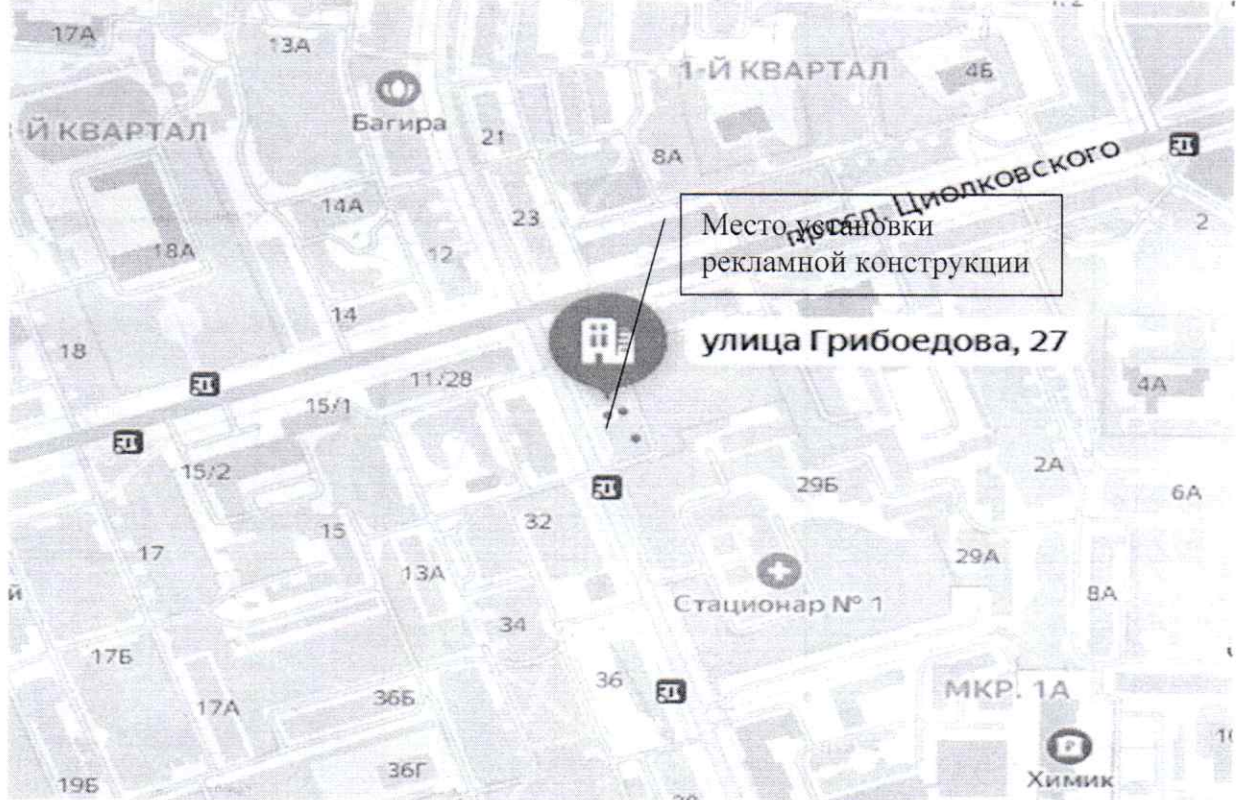 17А
13А
1-Й КВАРТАЛ
4Б
Багира
-Й КВАРТАЛ
21
8А
просп. Циолковского
14А
23
Место установки
рекламной конструкции
2
18А
12
14
улица Грибоедова, 27
18
11/28
4А
15/1
15/2
2А
29Б
6А
32
15
17
29А
13А
й
8А
Стационар № 1
34
17Б
36
МКР. 1А
36Б
17А
36Г
Химик
19Б